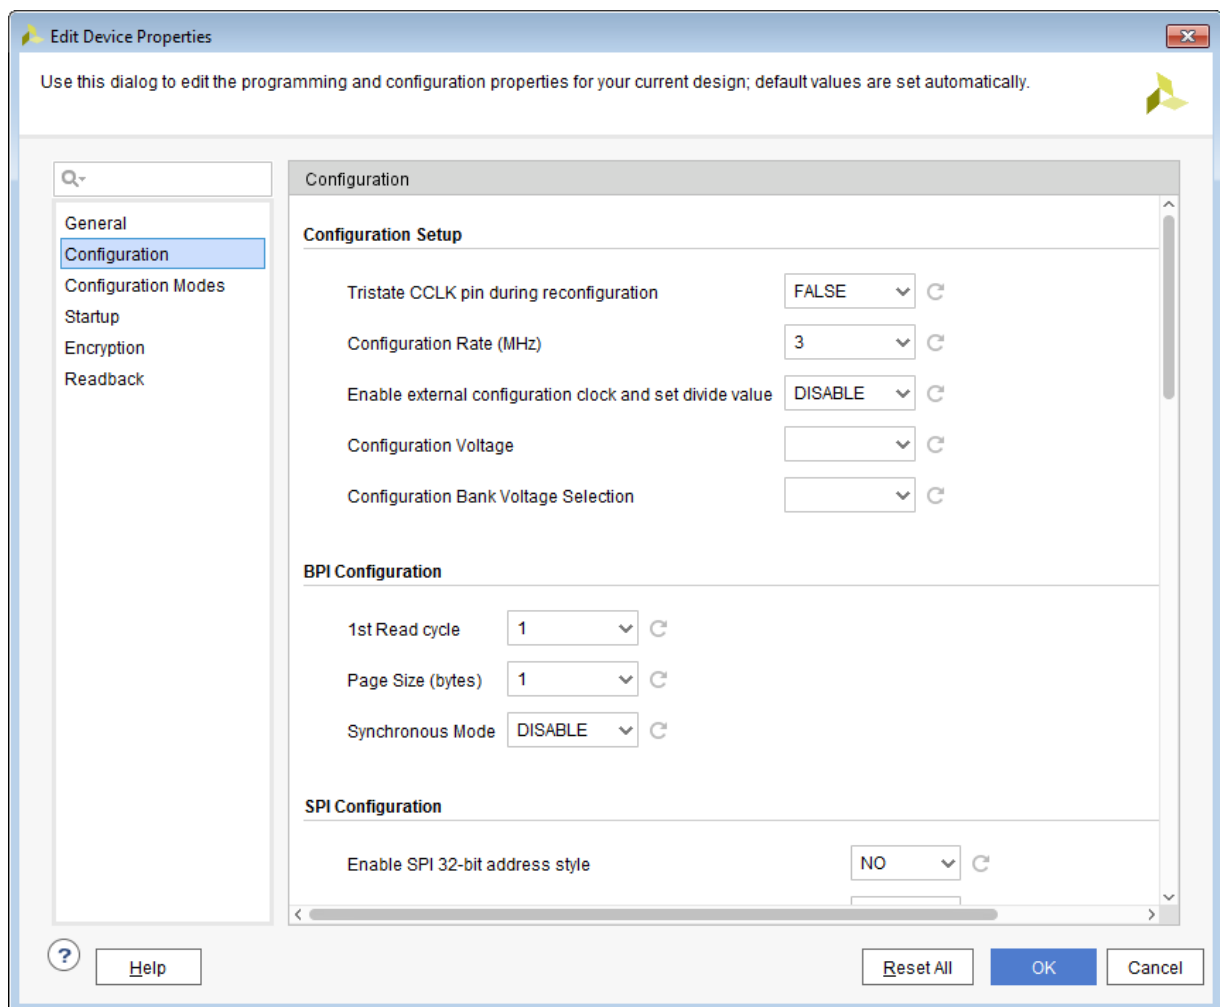 Edit Device Properties
Use this dialog to edit the programming and configuration properties for your current design; default values are set automatically.
General
Configuration
Configuration Modes
Startup
Encryption
Readback
Configuration
Configuration Setup
Tristate CCLK pin during reconfiguration FALSE
Configuration Rate (MHz) 3
Enable external configuration clock and set divide value DISABLE
Configuration Voltage
Configuration Bank Voltage Selection
BPI Configuration
1st Read cycle 1
Page Size (bytes) 1
Synchronous Mode DISABLE
SPI Configuration
Enable SPI 32-bit address style NO
? Help Reset All OK Cancel